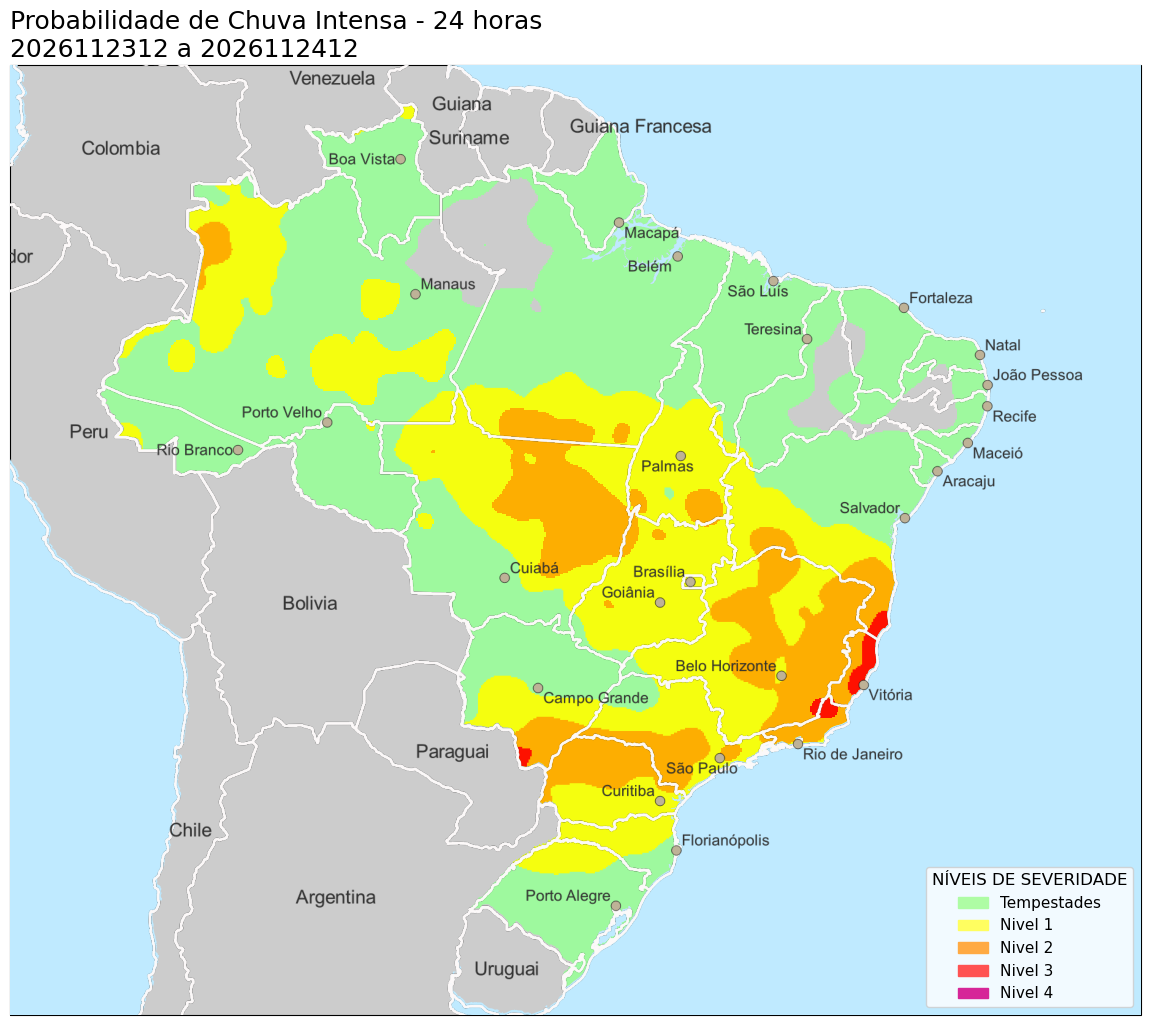 Probabilidade de Chuva Intensa - 24 horas
2026112312 a 2026112412
Venezuela
Guiana
Suriname
Guiana Francesa
Colombia
Boa Vista
Macapá
Belém
dor
Manaus
São Luís
Fortaleza
Teresina
Natal
João Pessoa
Recife
Porto Velho
Peru
Rio Branco
Maceió
Palmas
Aracaju
Salvador
Cuiabá
Brasília
Goiânia
Bolivia
Belo Horizonte
Campo Grande
Vitória
Paraguai
Rio de Janeiro
São Paulo
Curitiba
Chile
Florianópolis
Argentina
Porto Alegre
Uruguai
NÍVEIS DE SEVERIDADE
Tempestades
Nivel 1
Nivel 2
Nivel 3
Nivel 4